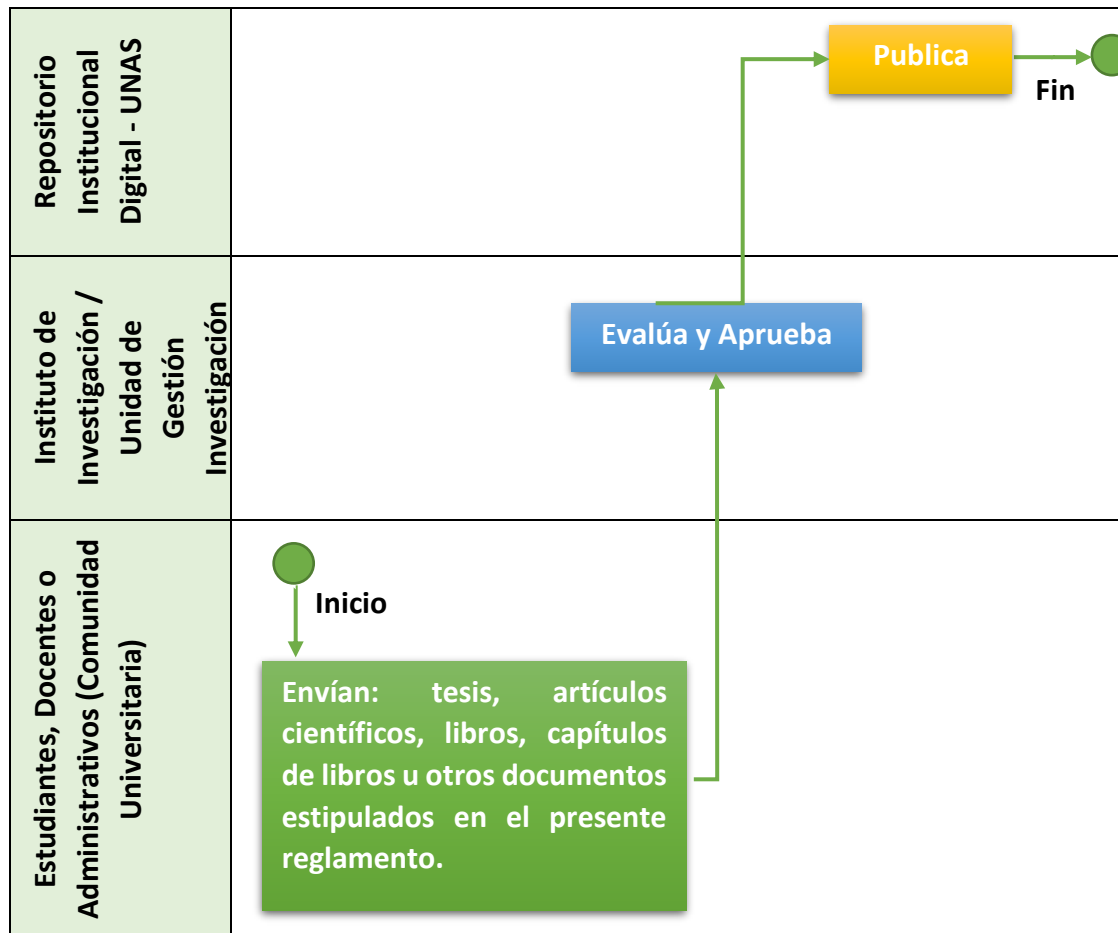 Repositorio
Institucional
Digital - UNAS
Publica
Fin
Instituto de
Investigación /
Unidad de
Gestión
Investigación
Evalúa y Aprueba
Estudiantes, Docentes o
Administrativos (Comunidad
Universitaria)
Inicio
Envían: tesis, artículos
científicos, libros, capítulos
de libros u otros documentos
estipulados en el presente
reglamento.